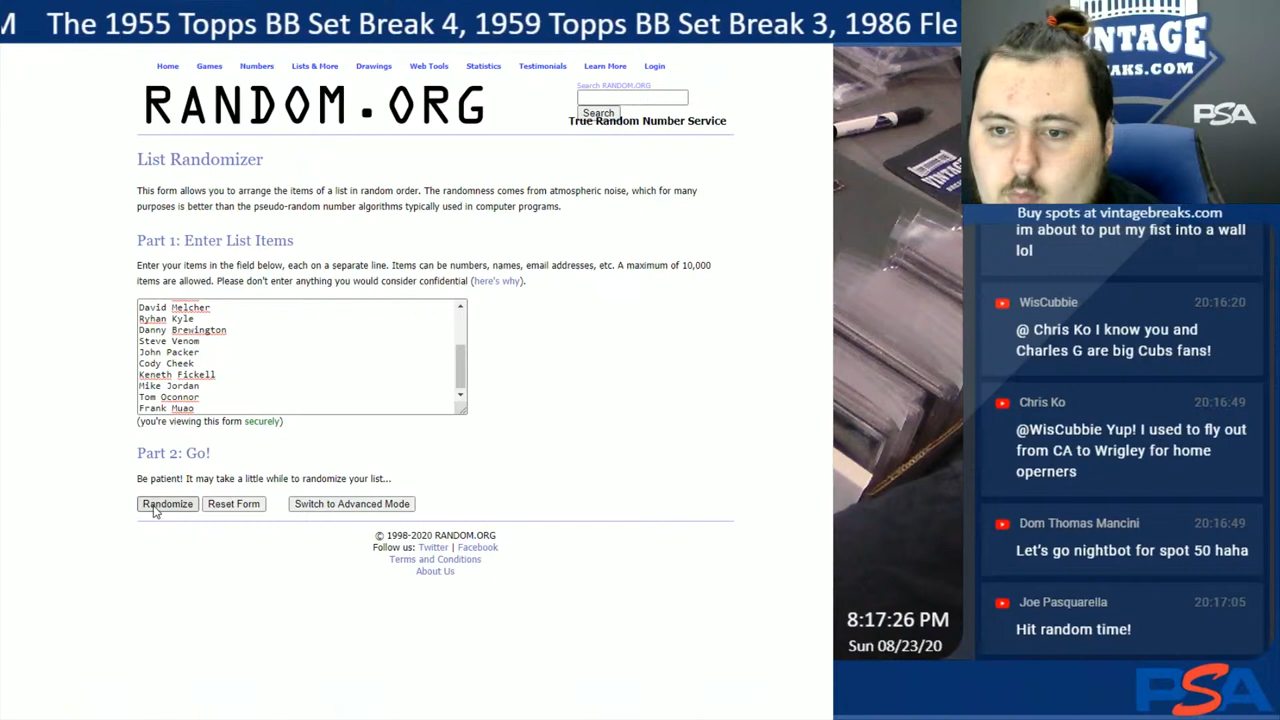 M The 1955 Topps BB Set Break 4, 1959 Topps BB Set Break 3, 1986 Fle
Home Games Numbers Lists & More Drawings Web Tools Statistics Testimonials Learn More Login
RANDOM.ORG
Search RANDOM.ORG
Search
True Random Number Service
List Randomizer
This form allows you to arrange the items of a list in random order. The randomness comes from atmospheric noise, which for many
purposes is better than the pseudo-random number algorithms typically used in computer programs.
Part 1: Enter List Items
Enter your items in the field below, each on a separate line. Items can be numbers, names, email addresses, etc. A maximum of 10,000
items are allowed. Please don't enter anything you would consider confidential (here's why).
David Melcher
Ryhan Kyle
Danny Brewington
Steve Venom
John Packer
Cody Cheek
Keneth Fickell
Mike Jordan
Tom Oconnor
Frank Muao
(you're viewing this form securely)
Part 2: Go!
Be patient! It may take a little while to randomize your list...
Randomize Reset Form Switch to Advanced Mode
© 1998-2020 RANDOM.ORG
Follow us: Twitter | Facebook
Terms and Conditions
About Us
NTAGE
AKS.COM
PSA
VINTAGE
Buy spots at vintagebreaks.com
im about to put my fist into a wall
lol
WisCubbie 20:16:20
@ Chris Ko I know you and
Charles G are big Cubs fans!
Chris Ko 20:16:49
@WisCubbie Yup! I used to fly out
from CA to Wrigley for home
operners
Dom Thomas Mancini 20:16:49
Let's go nightbot for spot 50 haha
Joe Pasquarella 20:17:05
Hit random time!
8:17:26 PM
Sun 08/23/20
PSA